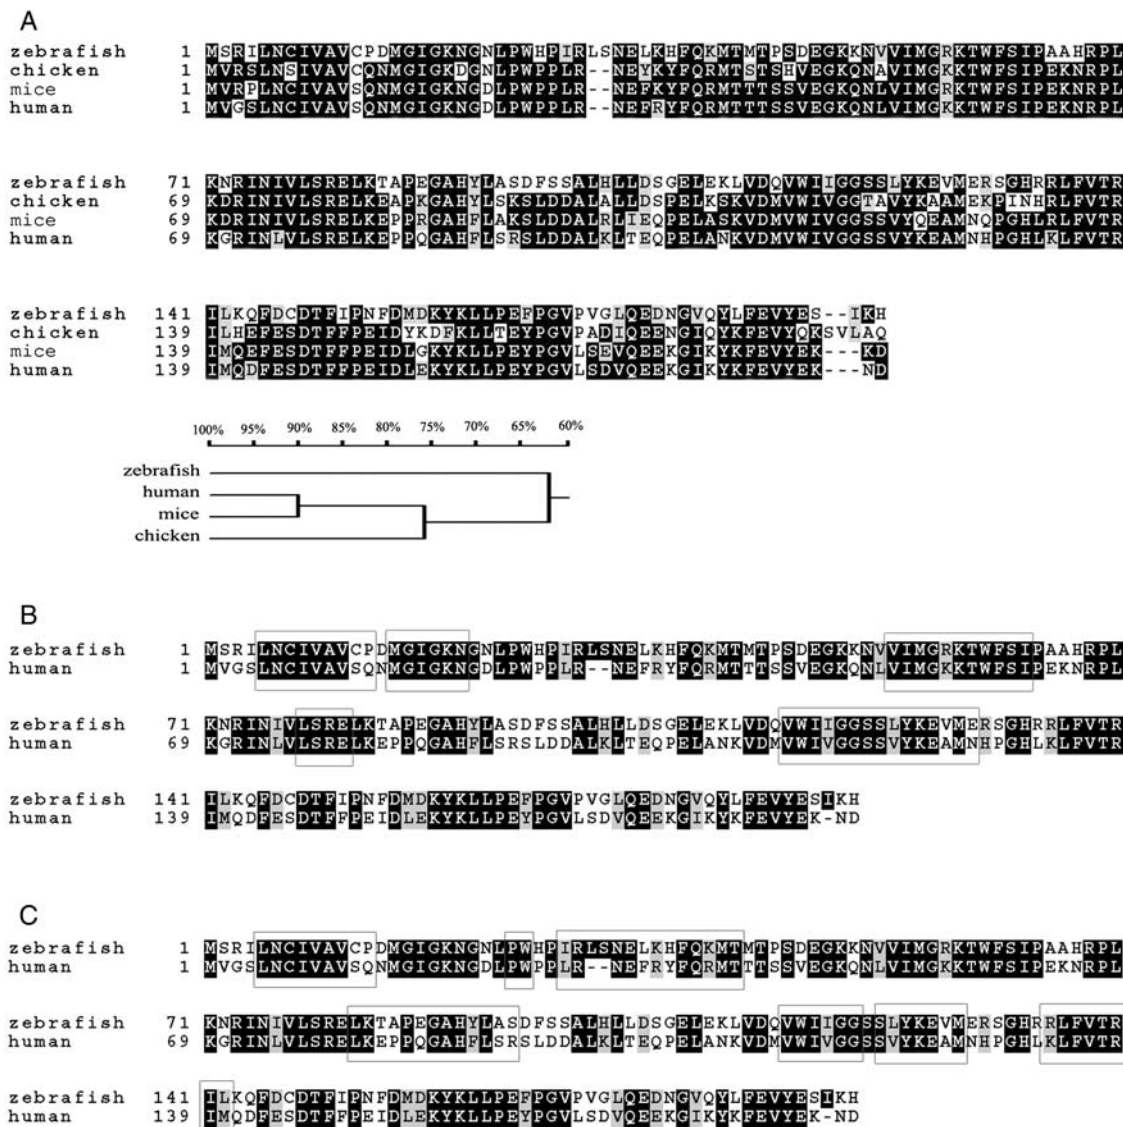 A
zebrafish 1 MSRILNCIVAVCPDMGIGKNGNLPWHPIRLSNELKHFQKMTMTPSDEGKKNVVIMGRKTWFSIPAAHRPL
chicken 1 MVRSLNSIVAVCQNMGIGKDGNLPWPPLR--NEYKYFQRMTSTSHVEGKQNAVIMGKKTWFSIPEKNRPL
mice 1 MVRPLNCIVAVSQNMGIGKNGDLPWPPLR--NEFKYFQRMTTTSSVEGKQNLVIMGRKTWFSIPEKNRPL
human 1 MVGSLNCIVAVSQNMGIGKNGDLPWPPLR--NEFRYFQRMTTTSSVEGKQNLVIMGKKTWFSIPEKNRPL
zebrafish 71 KNRINIVLSRELKTAPEGAHYLASDFSSALHLLDSGELEKLVDQVWIIGGSSLYKEVMERSGHRRLFVTR
chicken 69 KDRINIVLSRELKEAPKGAHYLSKSLDDALALLDSPELKSKVDMVWIVGGTAVYKAAMEKPINHRLFVTR
mice 69 KDRINIVLSRELKEPPRGAHFLAKSLDDALRLIEQPELASKVDMVWIVGGSSVYQEAMNQPGHLRLFVTR
human 69 KGRINLVLSRELKEPPQGAHFLSRSLDDALKLTEQPELANKVDMVWIVGGSSVYKEAMNHPGHLKLFVTR
zebrafish 141 ILKQFDCDTFIPNFDMDKYKLLPEFPGVPVGLQEDNGVQYLFEVYES--IKH
chicken 139 ILHEFESDTFFPEIDYKDFKLLTEYPGVPADIQEENGIQYKFEVYQKSVLAQ
mice 139 IMQEFESDTFFPEIDLGKYKLLPEYPGVLSEVQEEKGIKYKFEVYEK---KD
human 139 IMQDFESDTFFPEIDLEKYKLLPEYPGVLSDVQEEKGIKYKFEVYEK---ND
100% 95% 90% 85% 80% 75% 70% 65% 60%
zebrafish
human
mice
chicken
B
zebrafish 1 MSRILNCIVAVCPDMGIGKNGNLPWHPIRLSNELKHFQKMTMTPSDEGKKNVVIMGRKTWFSIPAAHRPL
human 1 MVGSLNCIVAVSQNMGIGKNGDLPWPPLR--NEFRYFQRMTTTSSVEGKQNLVIMGKKTWFSIPEKNRPL
zebrafish 71 KNRINIVLSRELKTAPEGAHYLASDFSSALHLLDSGELEKLVDQVWIIGGSSLYKEVMERSGHRRLFVTR
human 69 KGRINLVLSRELKEPPQGAHFLSRSLDDALKLTEQPELANKVDMVWIVGGSSVYKEAMNHPGHLKLFVTR
zebrafish 141 ILKQFDCDTFIPNFDMDKYKLLPEFPGVPVGLQEDNGVQYLFEVYESIKH
human 139 IMQDFESDTFFPEIDLEKYKLLPEYPGVLSDVQEEKGIKYKFEVYEK-ND
C
zebrafish 1 MSRILNCIVAVCPDMGIGKNGNLPWHPIRLSNELKHFQKMTMTPSDEGKKNVVIMGRKTWFSIPAAHRPL
human 1 MVGSLNCIVAVSQNMGIGKNGDLPWPPLR--NEFRYFQRMTTTSSVEGKQNLVIMGKKTWFSIPEKNRPL
zebrafish 71 KNRINIVLSRELKTAPEGAHYLASDFSSALHLLDSGELEKLVDQVWIIGGSSLYKEVMERSGHRRLFVTR
human 69 KGRINLVLSRELKEPPQGAHFLSRSLDDALKLTEQPELANKVDMVWIVGGSSVYKEAMNHPGHLKLFVTR
zebrafish 141 ILKQFDCDTFIPNFDMDKYKLLPEFPGVPVGLQEDNGVQYLFEVYESIKH
human 139 IMQDFESDTFFPEIDLEKYKLLPEYPGVLSDVQEEKGIKYKFEVYEK-ND